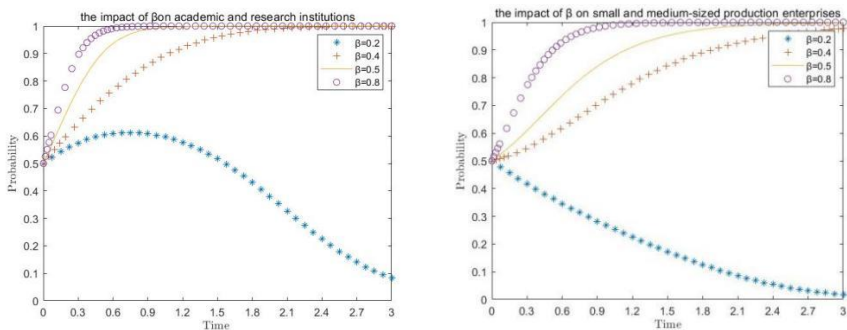 the impact of βon academic and research institutions
1
0.9
0.8
0.7
0.6
0.5
0.4
0.3
0.2
0.1
0
Probability
0 0.3 0.6 0.9 1.2 1.5 1.8 2.1 2.4 2.7 3
Time
β=0.2
β=0.4
β=0.5
β=0.8
the impact of β on small and medium-sized production enterprises
1
0.9
0.8
0.7
0.6
0.5
0.4
0.3
0.2
0.1
0
Probability
0 0.3 0.6 0.9 1.2 1.5 1.8 2.1 2.4 2.7 3
Time
β=0.2
β=0.4
β=0.5
β=0.8